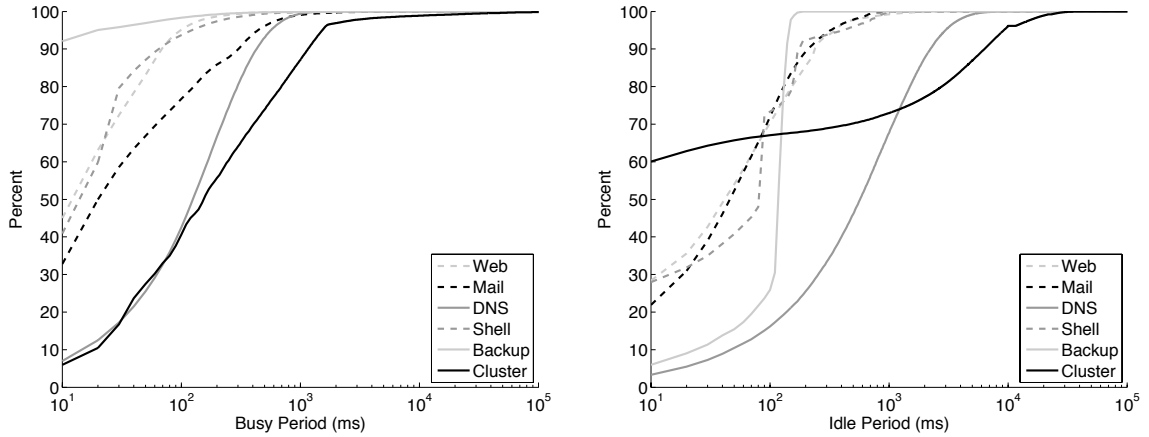 Percent
100
90
80
70
60
50
40
30
20
10
0
10^1
10^2
10^3
10^4
10^5
Busy Period (ms)
Web
Mail
DNS
Shell
Backup
Cluster
Percent
100
90
80
70
60
50
40
30
20
10
0
10^1
10^2
10^3
10^4
10^5
Idle Period (ms)
Web
Mail
DNS
Shell
Backup
Cluster